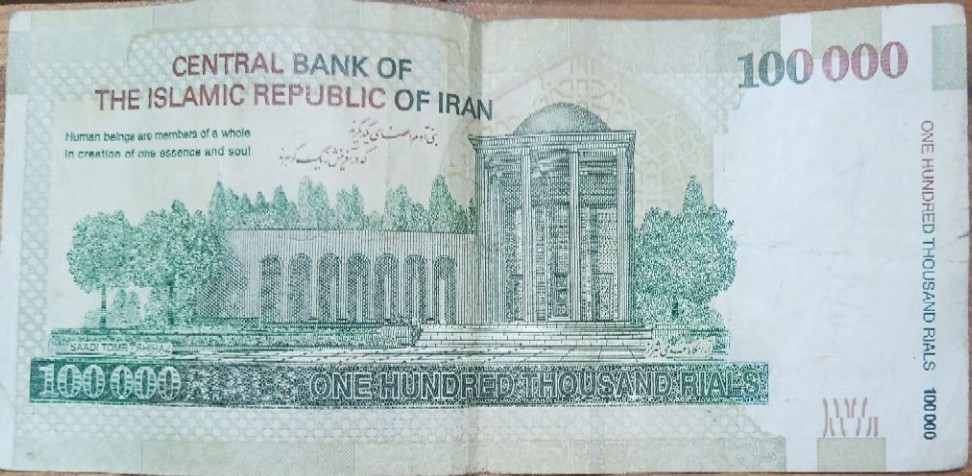 CENTRAL BANK OF
THE ISLAMIC REPUBLIC OF IRAN
100 000
Human beings are members of a whole
In creation of one essence and soul
بنی آدم اعضای یکدیگرند
که در آفرینش ز یک گوهرند
ONE HUNDRED THOUSAND RIALS 100 000
SAADI TOMB - SHIRAZ
آرامگاه سعدی - شیراز
100 000 RIALS ONE HUNDRED THOUSAND RIALS